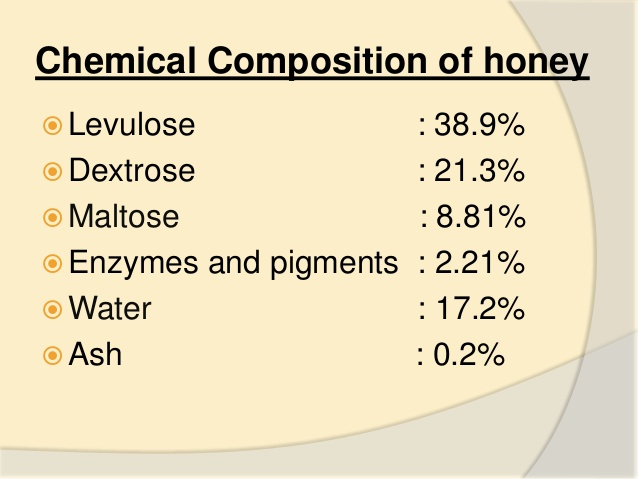 Chemical Composition of honey
Levulose : 38.9%
Dextrose : 21.3%
Maltose : 8.81%
Enzymes and pigments : 2.21%
Water : 17.2%
Ash : 0.2%